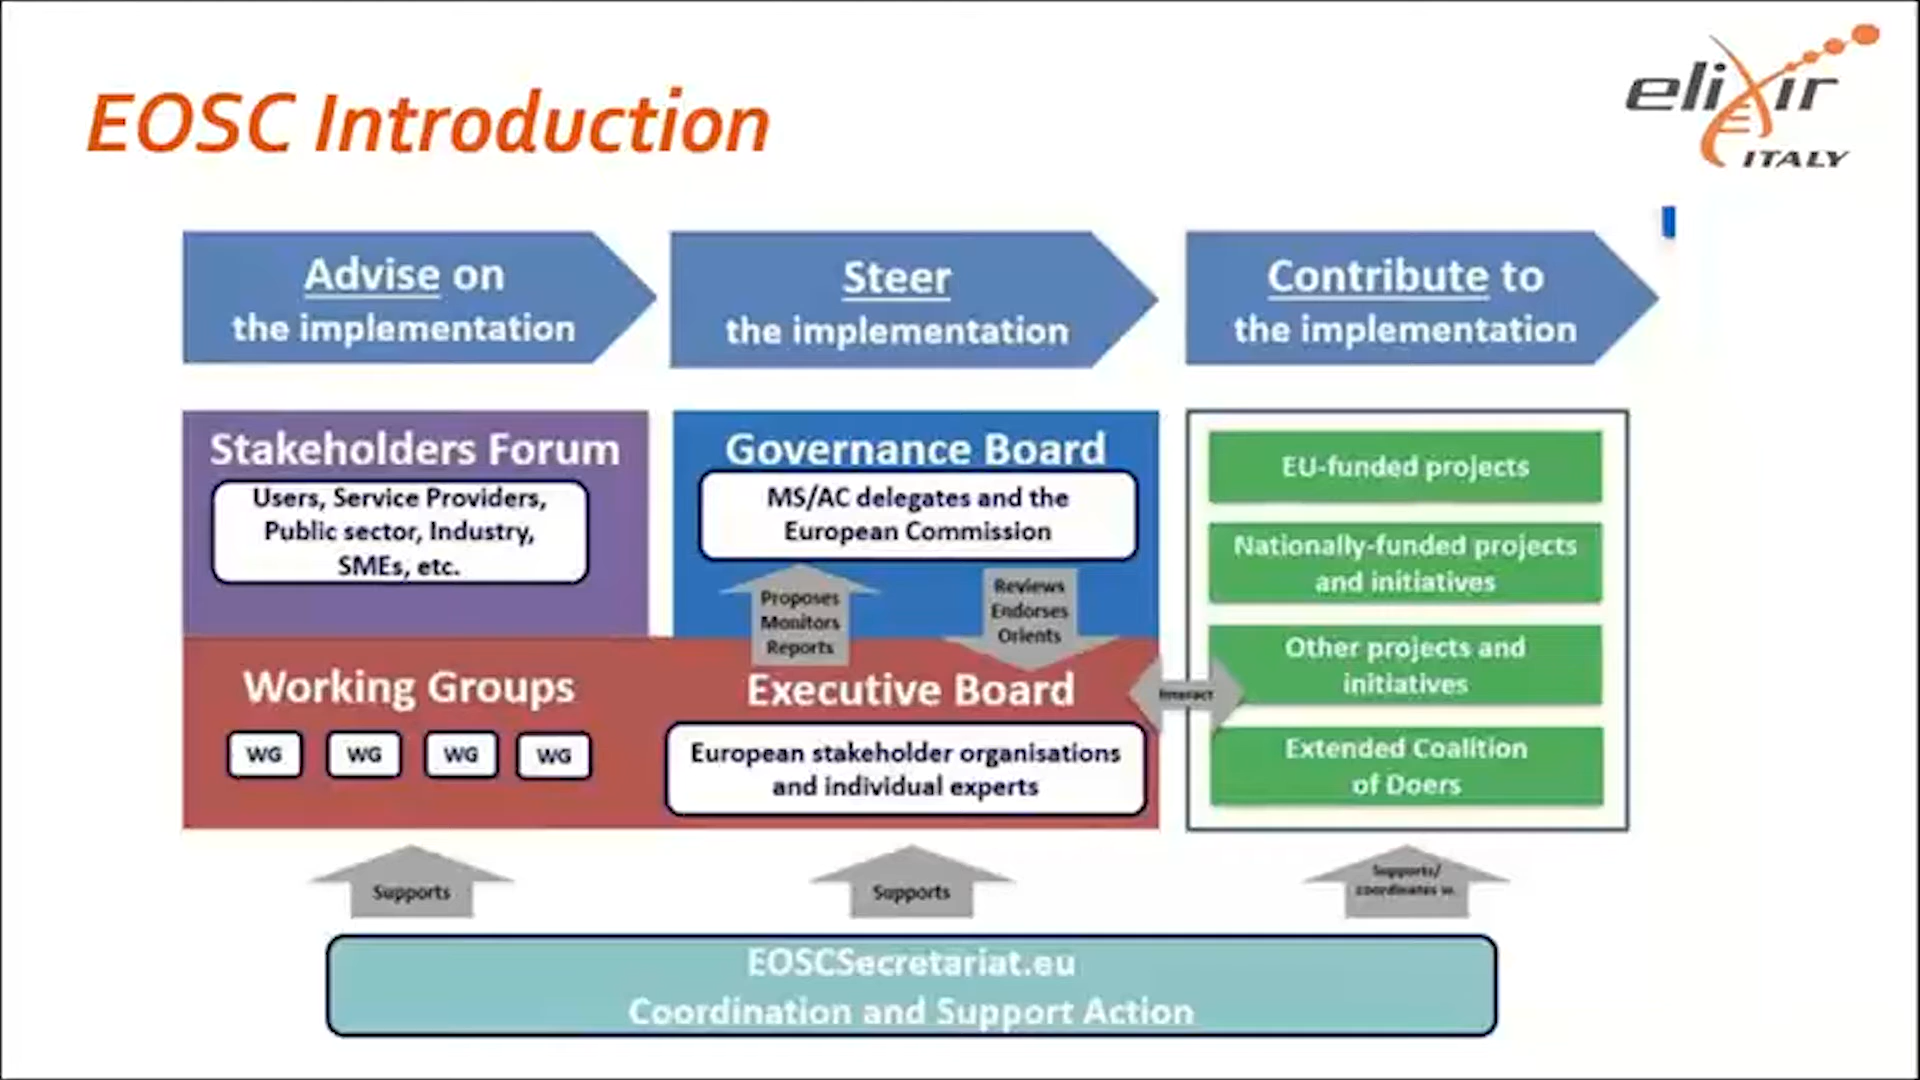 EOSC Introduction
elixir
ITALY
Advise on
the implementation
Steer
the implementation
Contribute to
the implementation
Stakeholders Forum
Users, Service Providers,
Public sector, Industry,
SMEs, etc.
Governance Board
MS/AC delegates and the
European Commission
Proposes
Monitors
Reports
Reviews
Endorses
Orients
EU-funded projects
Nationally-funded projects
and initiatives
Other projects and
initiatives
Extended Coalition
of Doers
Working Groups
WG
WG
WG
WG
Executive Board
European stakeholder organisations
and individual experts
Interact
Supports
Supports
Supports/
coordinates w.
EOSCSecretariat.eu
Coordination and Support Action